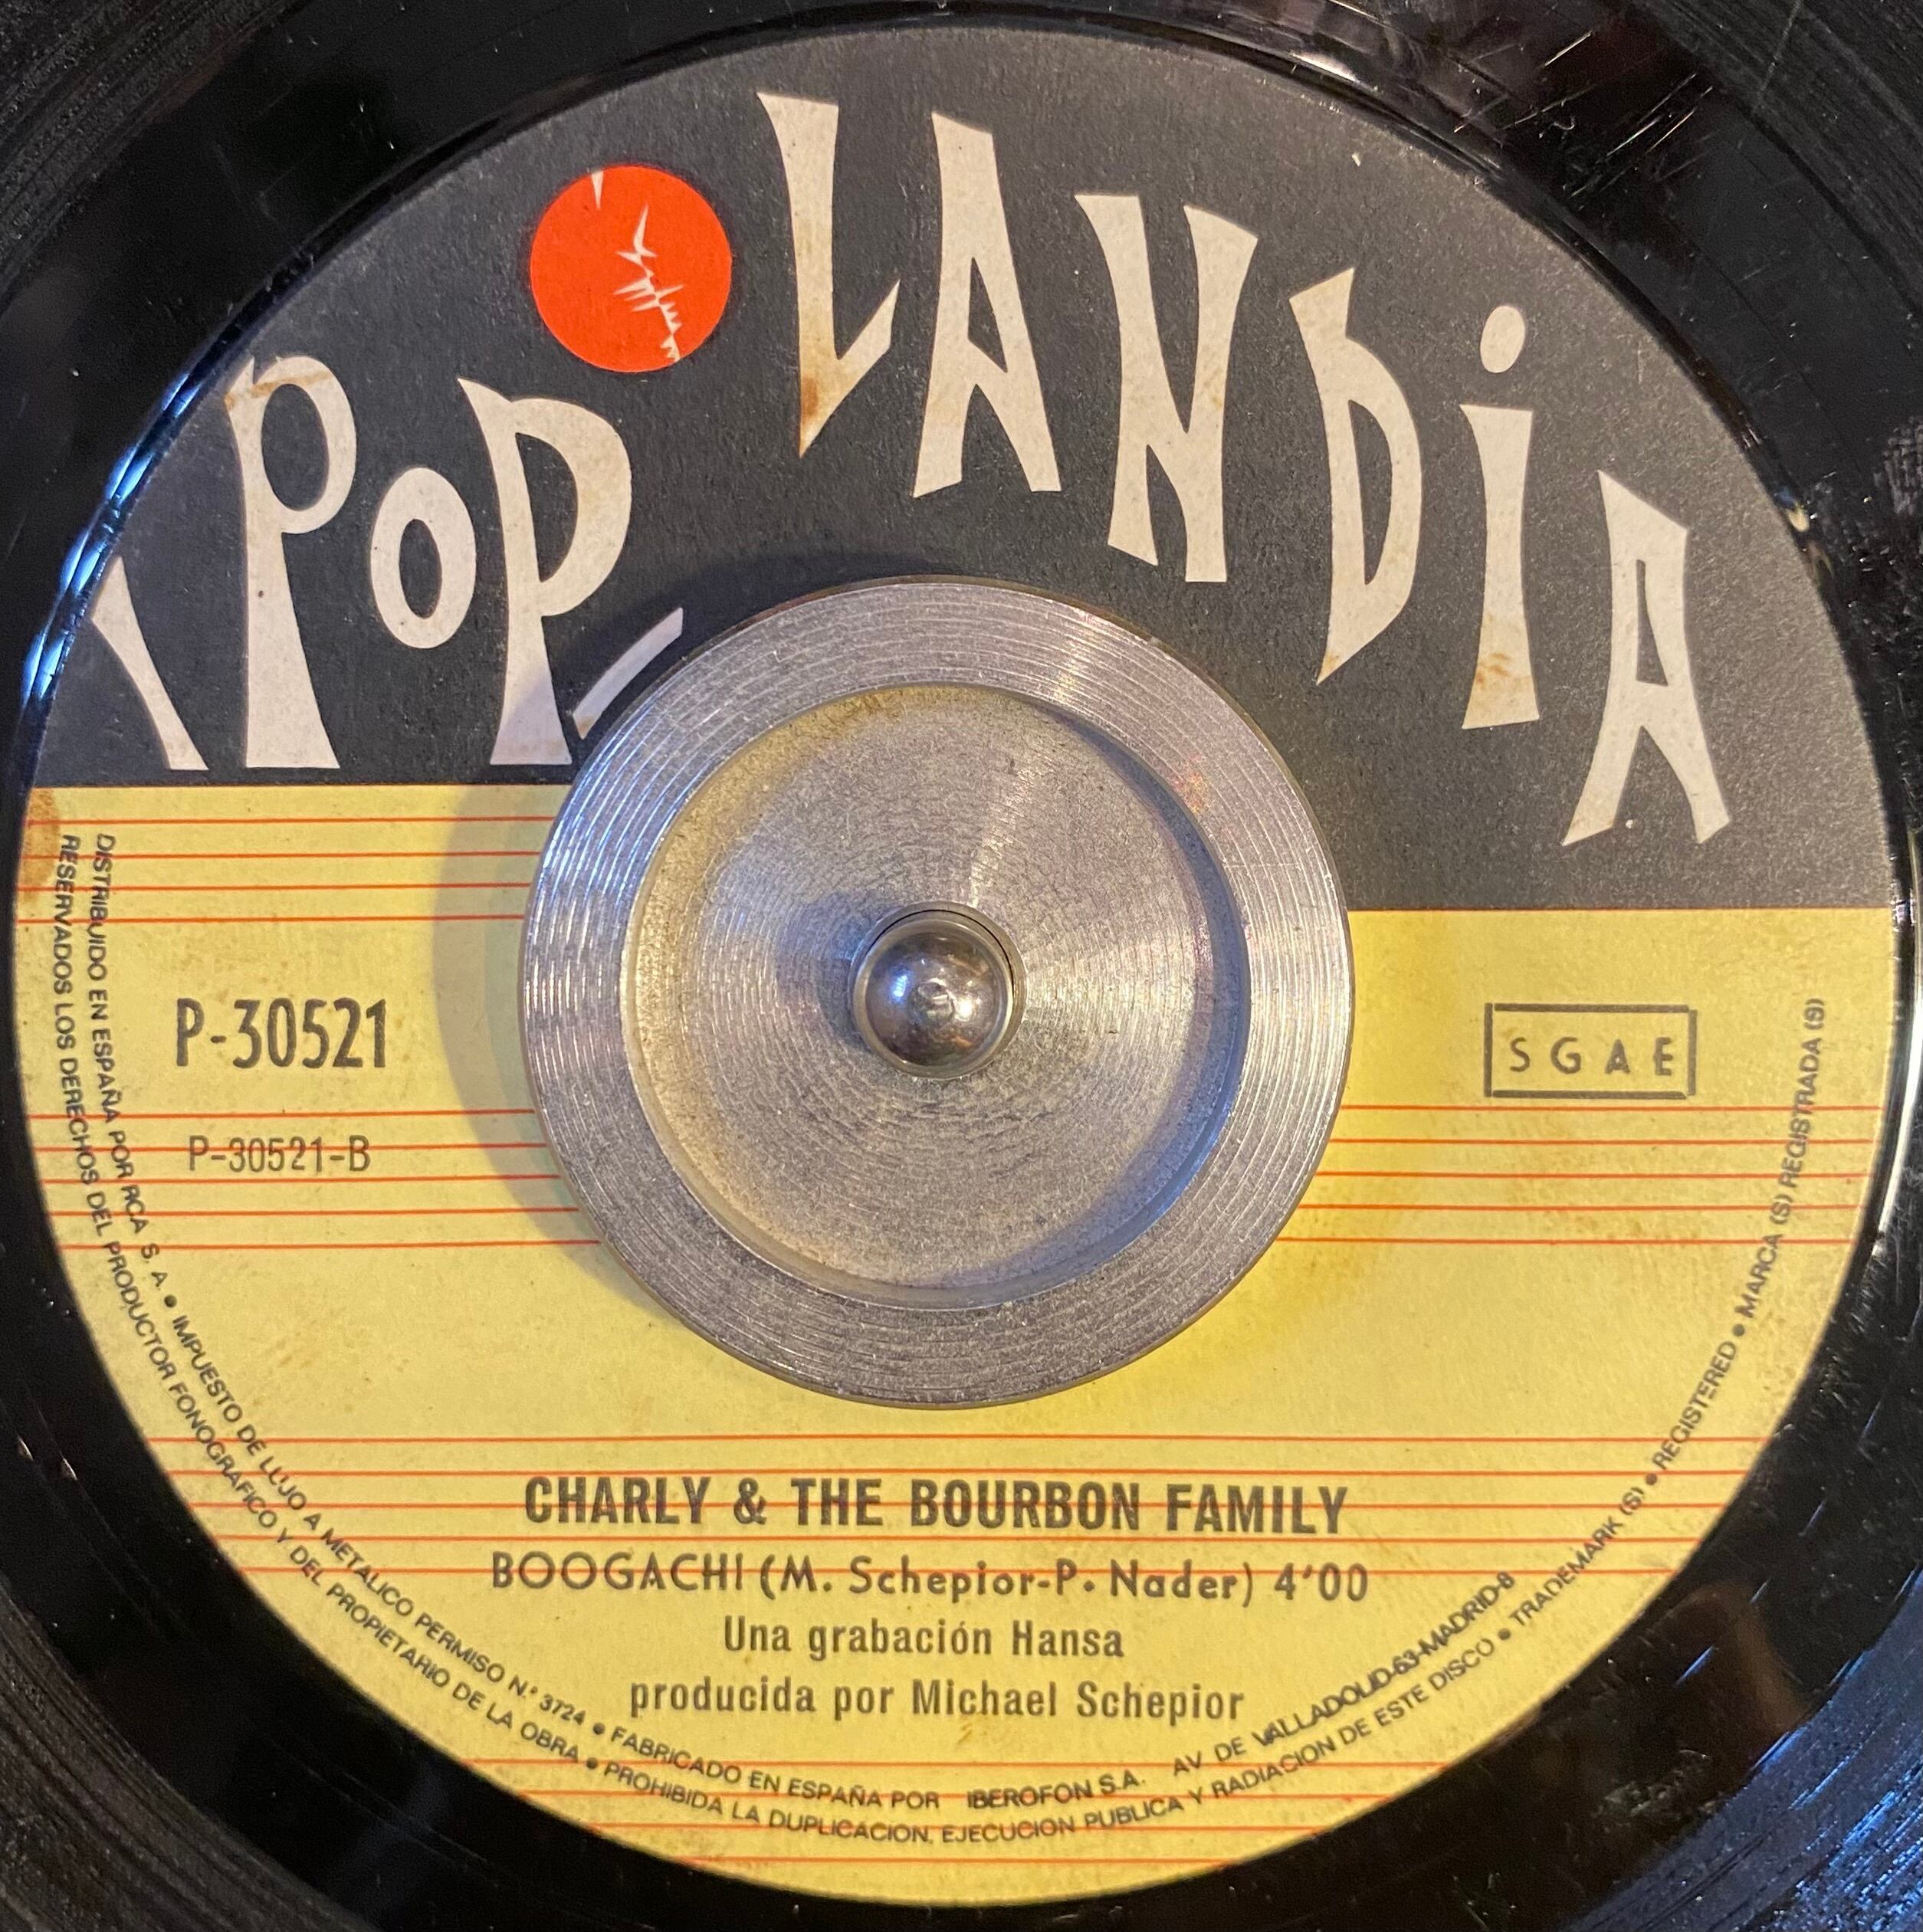 POP_LANDIA
P-30521
P-30521-B
SGAE
CHARLY & THE BOURBON FAMILY
BOOGACHI (M. Schepior-P. Nader) 4'00
Una grabación Hansa
producida por Michael Schepior
DISTRIBUIDO EN ESPAÑA POR RCA S. A. • IMPUESTO DE LUJO A METALICO PERMISO N.º 3724 • FABRICADO EN ESPAÑA POR IBEROFON S.A. AV DE VALLADOLID-63-MADRID-8
RESERVADOS LOS DERECHOS DEL PRODUCTOR FONOGRAFICO Y DEL PROPIETARIO DE LA OBRA • PROHIBIDA LA DUPLICACION, EJECUCION PUBLICA Y RADIACION DE ESTE DISCO • TRADEMARK (S) • REGISTERED • MARCA (S) REGISTRADA (S)